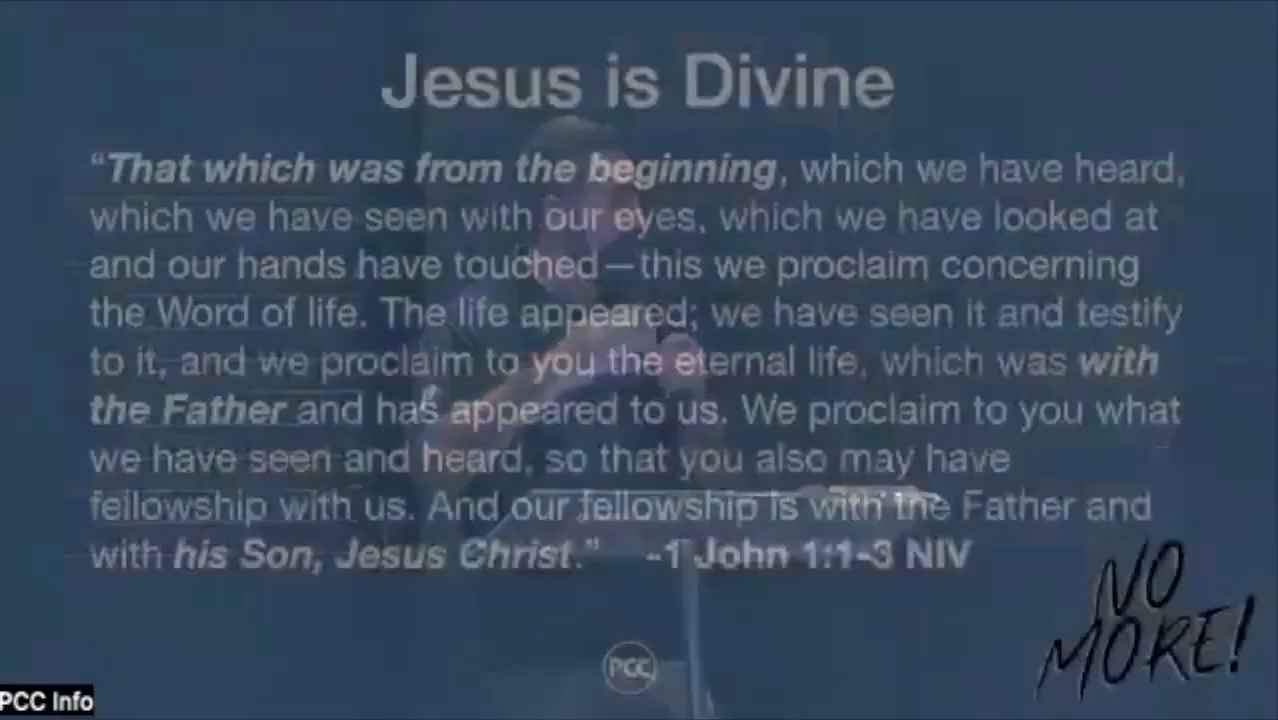 Jesus is Divine
“That which was from the beginning, which we have heard,
which we have seen with our eyes, which we have looked at
and our hands have touched—this we proclaim concerning
the Word of life. The life appeared; we have seen it and testify
to it, and we proclaim to you the eternal life, which was with
the Father and has appeared to us. We proclaim to you what
we have seen and heard, so that you also may have
fellowship with us. And our fellowship is with the Father and
with his Son, Jesus Christ.” -1 John 1:1-3 NIV
NO
MORE!
PCC
PCC Info